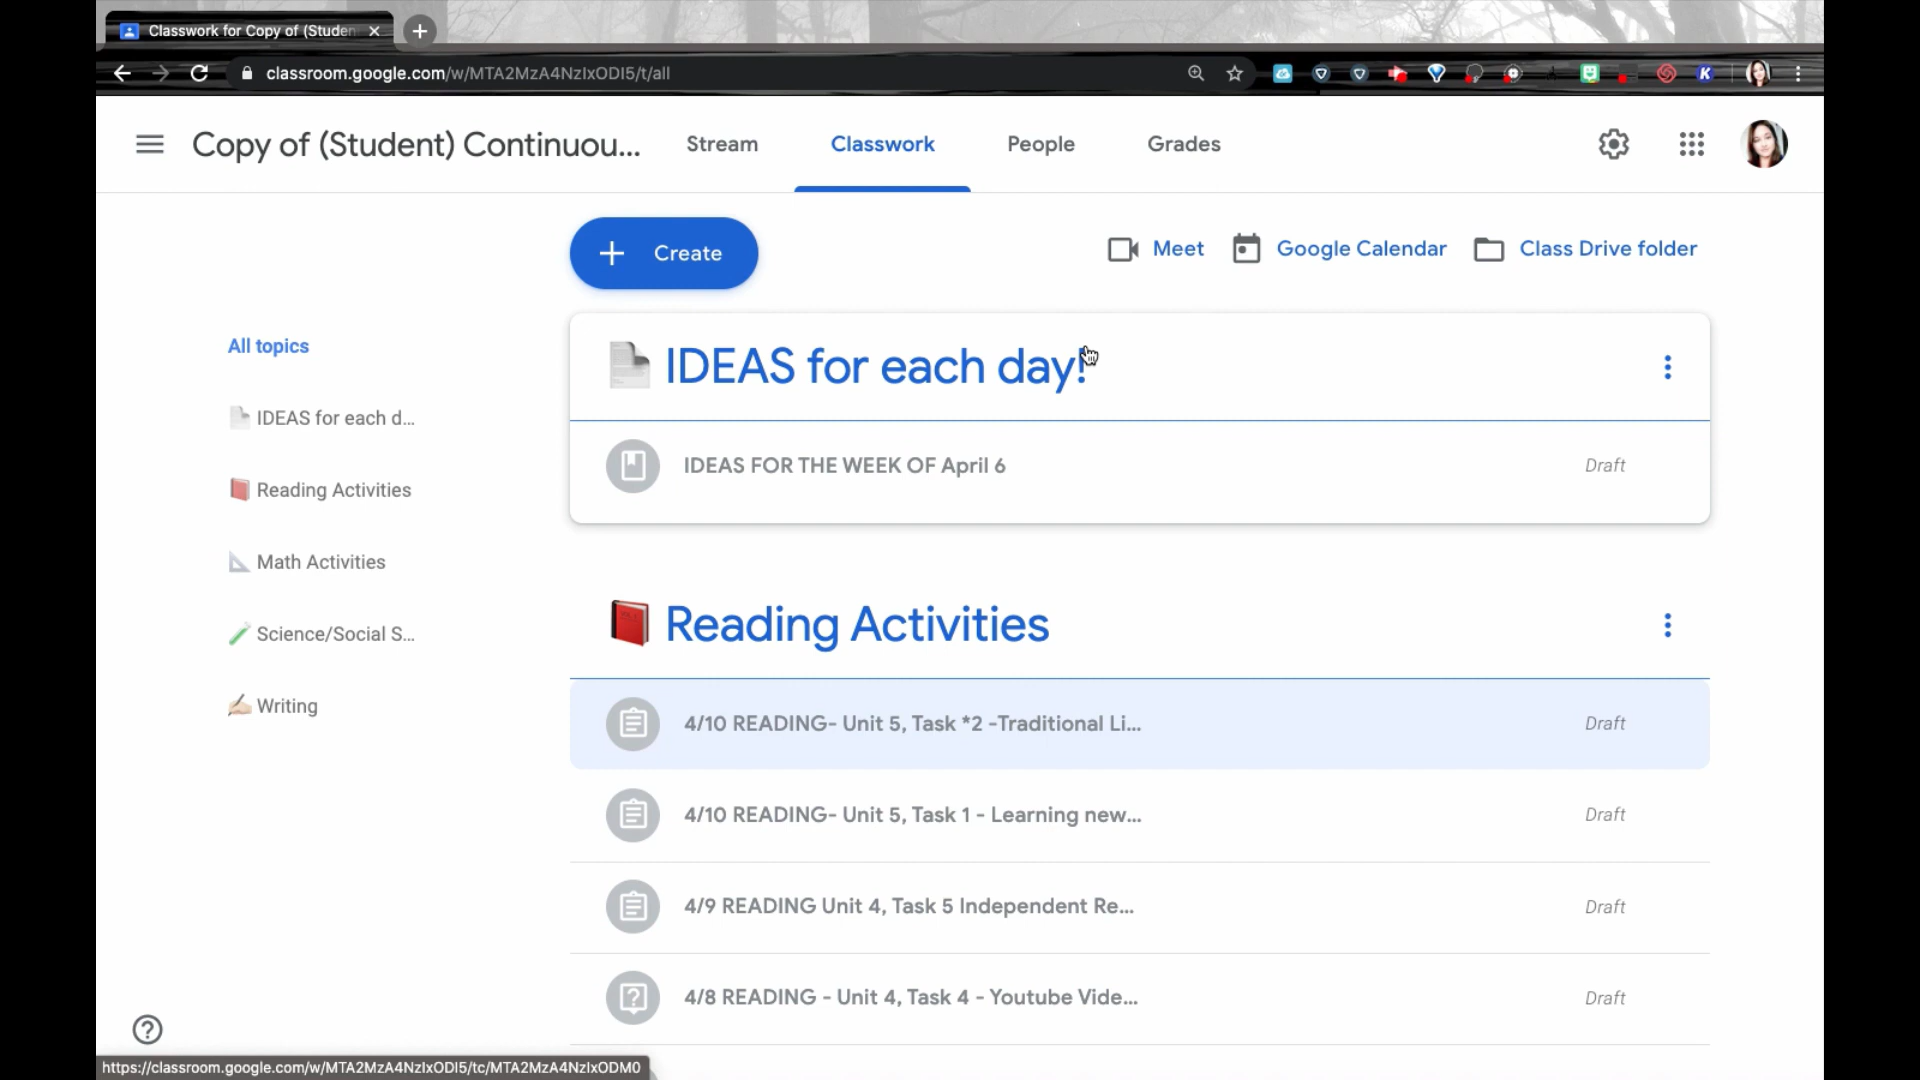 Classwork for Copy of (Studen
classroom.google.com/w/MTA2MzA4NzIxODI5/t/all
Copy of (Student) Continuou...
Stream
Classwork
People
Grades
Create
Meet
Google Calendar
Class Drive folder
All topics
IDEAS for each d...
Reading Activities
Math Activities
Science/Social S...
Writing
IDEAS for each day!
IDEAS FOR THE WEEK OF April 6
Draft
Reading Activities
4/10 READING- Unit 5, Task *2 -Traditional Li...
Draft
4/10 READING- Unit 5, Task 1 - Learning new...
Draft
4/9 READING Unit 4, Task 5 Independent Re...
Draft
4/8 READING - Unit 4, Task 4 - Youtube Vide...
Draft
https://classroom.google.com/w/MTA2MzA4NzIxODI5/tc/MTA2MzA4NzIxODM0